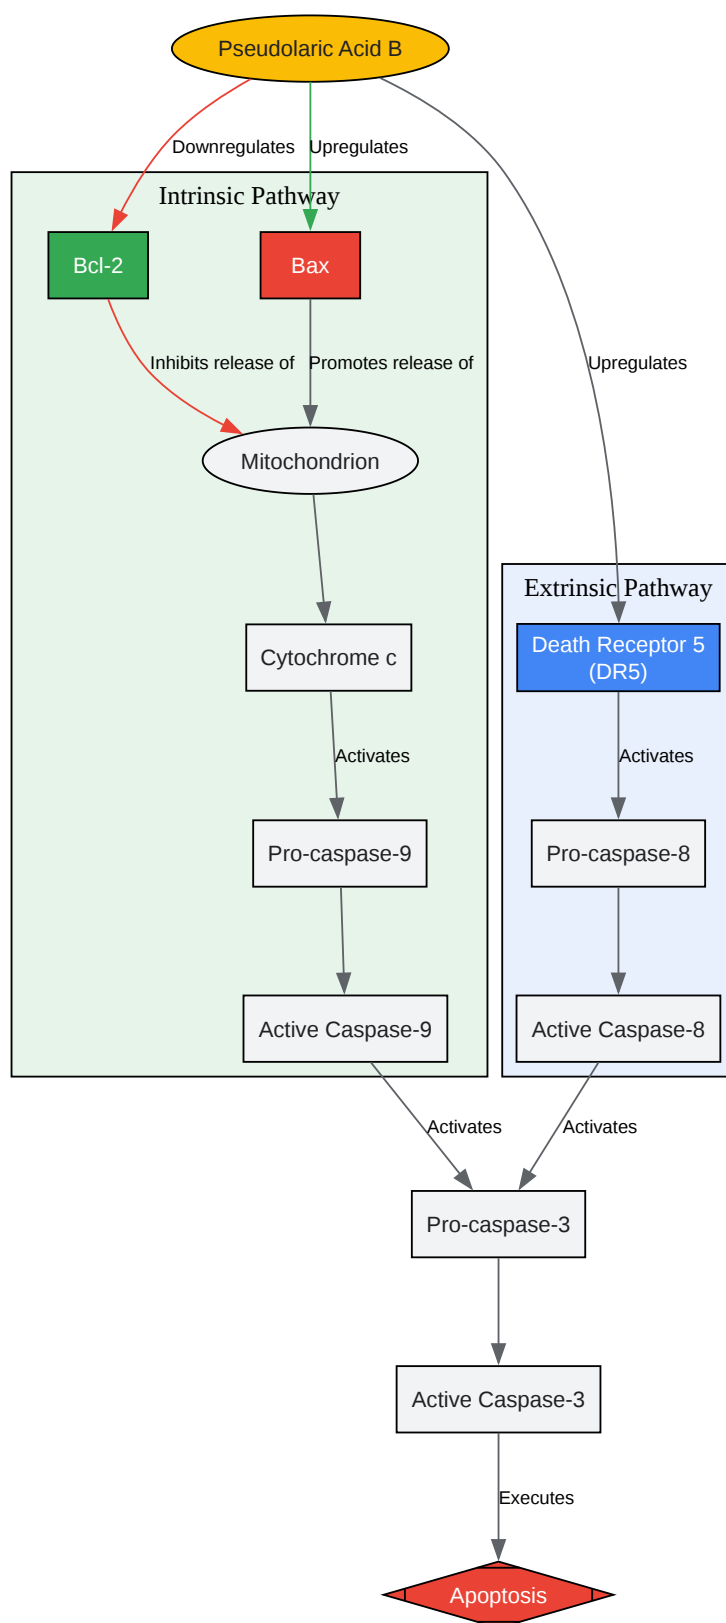 Pseudolaric Acid B
Downregulates
Upregulates
Intrinsic Pathway
Bcl-2
Bax
Inhibits release of
Promotes release of
Upregulates
Mitochondrion
Extrinsic Pathway
Cytochrome c
Death Receptor 5
(DR5)
Activates
Activates
Pro-caspase-9
Pro-caspase-8
Active Caspase-9
Active Caspase-8
Activates
Activates
Pro-caspase-3
Active Caspase-3
Executes
Apoptosis